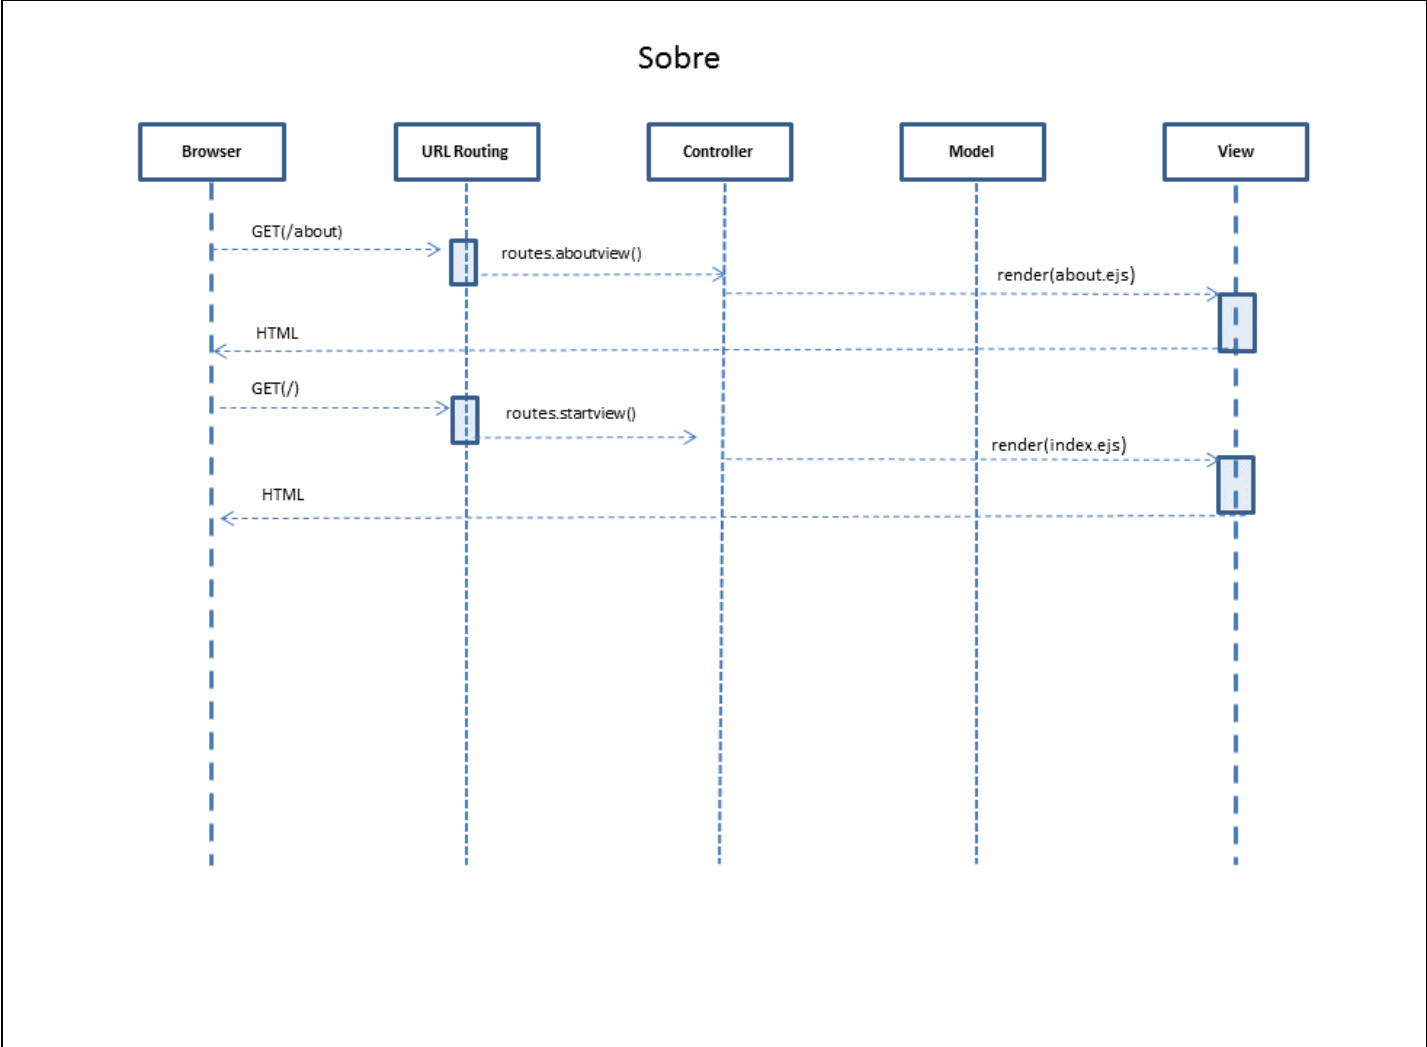 Sobre
Browser
URL Routing
Controller
Model
View
GET(/about)
routes.aboutview()
render(about.ejs)
HTML
GET(/)
routes.startview()
render(index.ejs)
HTML